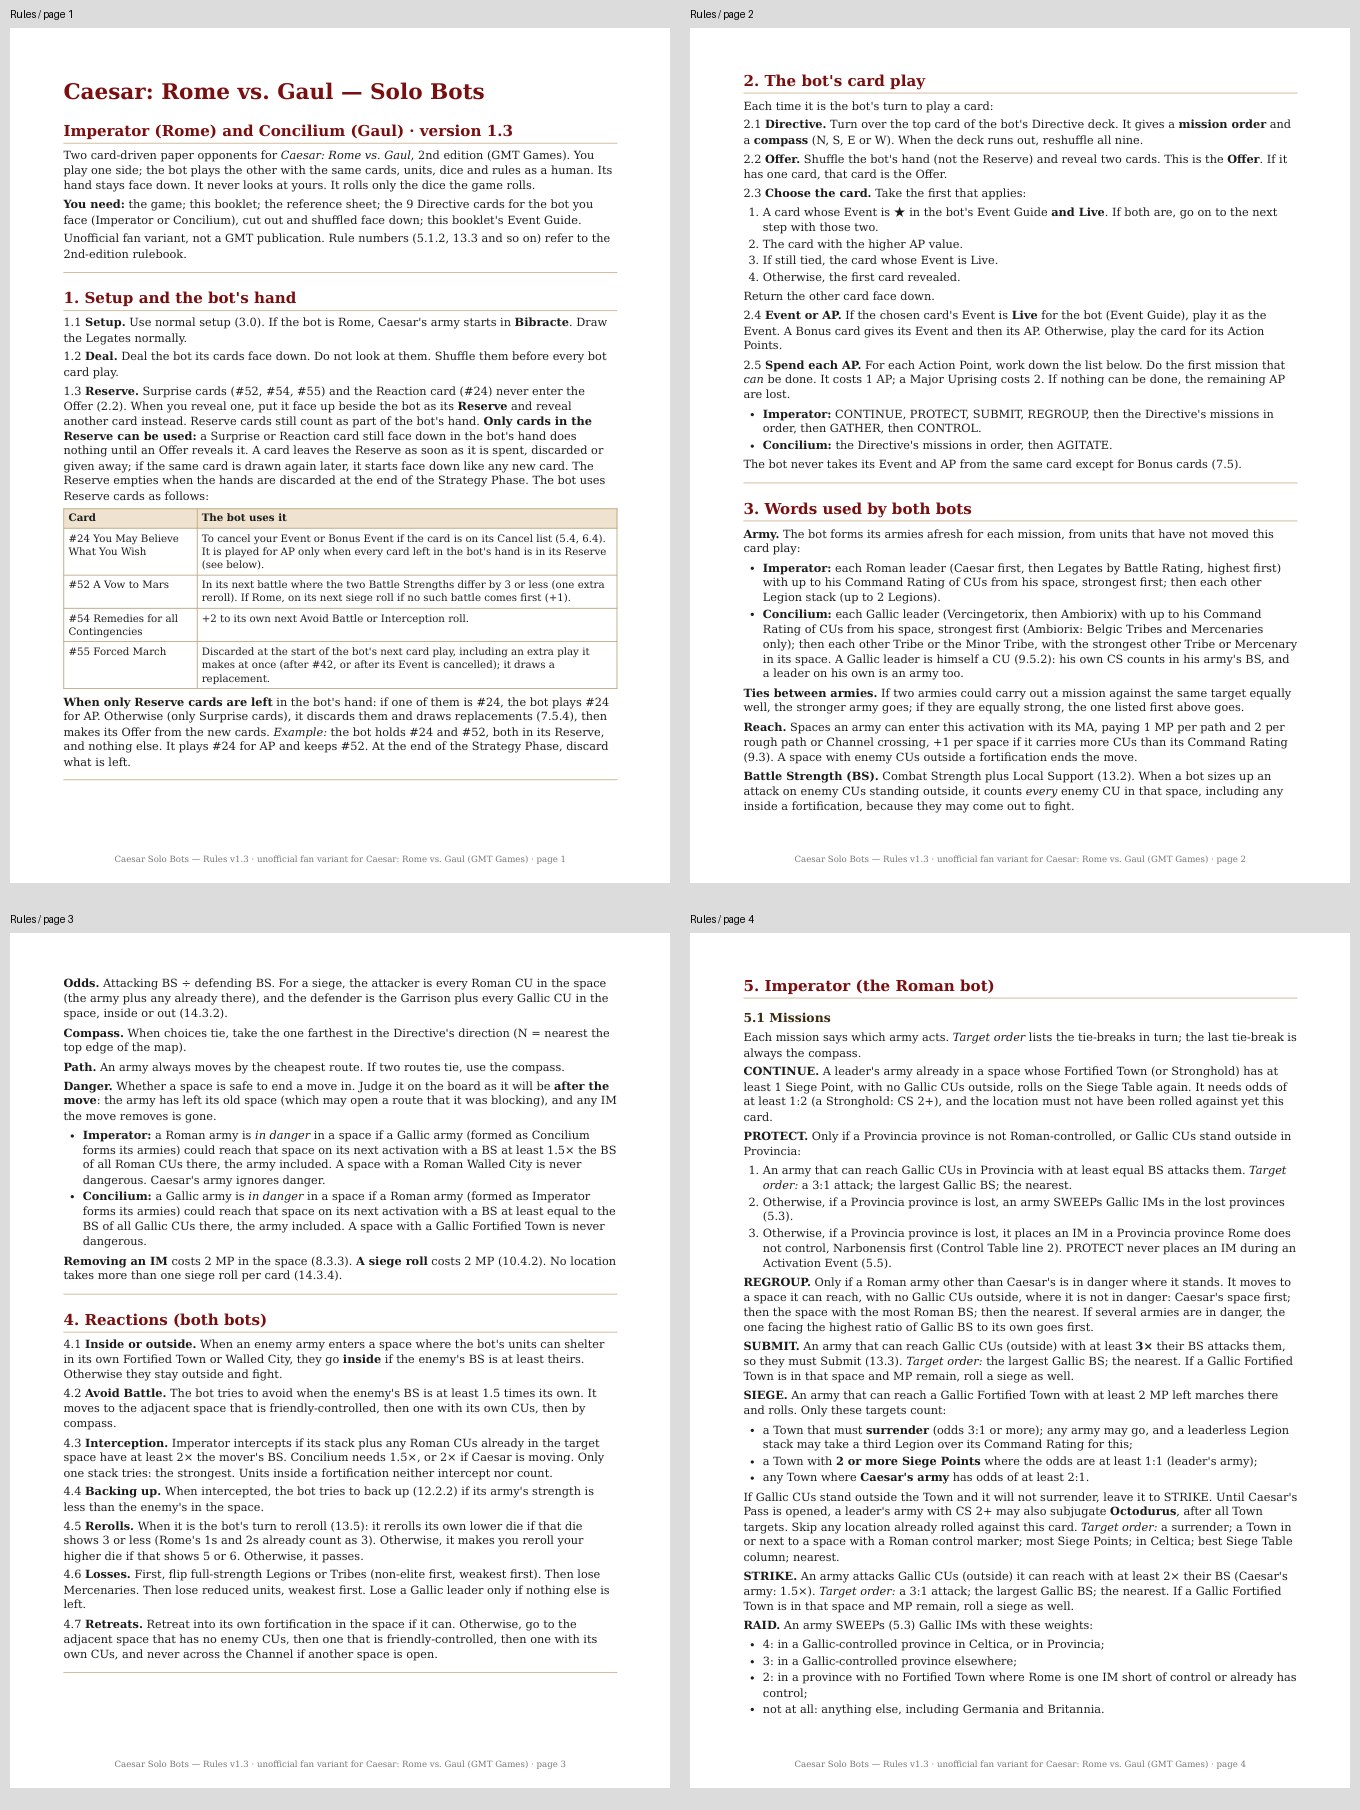 Rules / page 1
Caesar: Rome vs. Gaul — Solo Bots
Imperator (Rome) and Concilium (Gaul) · version 1.3
Two card-driven paper opponents for Caesar: Rome vs. Gaul, 2nd edition (GMT Games). You
play one side; the bot plays the other with the same cards, units, dice and rules as a human. Its
hand stays face down. It never looks at yours. It rolls only the dice the game rolls.
You need: the game; this booklet; the reference sheet; the 9 Directive cards for the bot you
face (Imperator or Concilium), cut out and shuffled face down; this booklet's Event Guide.
Unofficial fan variant, not a GMT publication. Rule numbers (5.1.2, 13.3 and so on) refer to the
2nd-edition rulebook.
1. Setup and the bot's hand
1.1 Setup. Use normal setup (3.0). If the bot is Rome, Caesar's army starts in Bibracte. Draw
the Legates normally.
1.2 Deal. Deal the bot its cards face down. Do not look at them. Shuffle them before every bot
card play.
1.3 Reserve. Surprise cards (#52, #54, #55) and the Reaction card (#24) never enter the
Offer (2.2). When you reveal one, put it face up beside the bot as its Reserve and reveal
another card instead. Reserve cards still count as part of the bot's hand. Only cards in the
Reserve can be used: a Surprise or Reaction card still face down in the bot's hand does
nothing until an Offer reveals it. A card leaves the Reserve as soon as it is spent, discarded or
given away; if the same card is drawn again later, it starts face down like any new card. The
Reserve empties when the hands are discarded at the end of the Strategy Phase. The bot uses
Reserve cards as follows:
Card The bot uses it
#24 You May Believe What You Wish To cancel your Event or Bonus Event if the card is on its Cancel list (5.4, 6.4).
It is played for AP only when every card left in the bot's hand is in its Reserve
(see below).
#52 A Vow to Mars In its next battle where the two Battle Strengths differ by 3 or less (one extra
reroll). If Rome, on its next siege roll if no such battle comes first (+1).
#54 Remedies for all Contingencies +2 to its own next Avoid Battle or Interception roll.
#55 Forced March Discarded at the start of the bot's next card play, including an extra play it
makes at once (after #42, or after its Event is cancelled); it draws a
replacement.
When only Reserve cards are left in the bot's hand: if one of them is #24, the bot plays #24
for AP. Otherwise (only Surprise cards), it discards them and draws replacements (7.5.4), then
makes its Offer from the new cards. Example: the bot holds #24 and #52, both in its Reserve,
and nothing else. It plays #24 for AP and keeps #52. At the end of the Strategy Phase, discard
what is left.
Caesar Solo Bots — Rules v1.3 · unofficial fan variant for Caesar: Rome vs. Gaul (GMT Games) · page 1
Rules / page 2
2. The bot's card play
Each time it is the bot's turn to play a card:
2.1 Directive. Turn over the top card of the bot's Directive deck. It gives a mission order and
a compass (N, S, E or W). When the deck runs out, reshuffle all nine.
2.2 Offer. Shuffle the bot's hand (not the Reserve) and reveal two cards. This is the Offer. If it
has one card, that card is the Offer.
2.3 Choose the card. Take the first that applies:
1. A card whose Event is ★ in the bot's Event Guide and Live. If both are, go on to the next
step with those two.
2. The card with the higher AP value.
3. If still tied, the card whose Event is Live.
4. Otherwise, the first card revealed.
Return the other card face down.
2.4 Event or AP. If the chosen card's Event is Live for the bot (Event Guide), play it as the
Event. A Bonus card gives its Event and then its AP. Otherwise, play the card for its Action
Points.
2.5 Spend each AP. For each Action Point, work down the list below. Do the first mission that
can be done. It costs 1 AP; a Major Uprising costs 2. If nothing can be done, the remaining AP
are lost.
• Imperator: CONTINUE, PROTECT, SUBMIT, REGROUP, then the Directive's missions in
order, then GATHER, then CONTROL.
• Concilium: the Directive's missions in order, then AGITATE.
The bot never takes its Event and AP from the same card except for Bonus cards (7.5).
3. Words used by both bots
Army. The bot forms its armies afresh for each mission, from units that have not moved this
card play:
• Imperator: each Roman leader (Caesar first, then Legates by Battle Rating, highest first)
with up to his Command Rating of CUs from his space, strongest first; then each other
Legion stack (up to 2 Legions).
• Concilium: each Gallic leader (Vercingetorix, then Ambiorix) with up to his Command
Rating of CUs from his space, strongest first (Ambiorix: Belgic Tribes and Mercenaries
only); then each other Tribe or the Minor Tribe, with the strongest other Tribe or Mercenary
in its space. A Gallic leader is himself a CU (9.5.2): his own CS counts in his army's BS, and
a leader on his own is an army too.
Ties between armies. If two armies could carry out a mission against the same target equally
well, the stronger army goes; if they are equally strong, the one listed first above goes.
Reach. Spaces an army can enter this activation with its MA, paying 1 MP per path and 2 per
rough path or Channel crossing, +1 per space if it carries more CUs than its Command Rating
(9.3). A space with enemy CUs outside a fortification ends the move.
Battle Strength (BS). Combat Strength plus Local Support (13.2). When a bot sizes up an
attack on enemy CUs standing outside, it counts every enemy CU in that space, including any
inside a fortification, because they may come out to fight.
Caesar Solo Bots — Rules v1.3 · unofficial fan variant for Caesar: Rome vs. Gaul (GMT Games) · page 2
Rules / page 3
Odds. Attacking BS ÷ defending BS. For a siege, the attacker is every Roman CU in the space
(the army plus any already there), and the defender is the Garrison plus every Gallic CU in the
space, inside or out (14.3.2).
Compass. When choices tie, take the one farthest in the Directive's direction (N = nearest the
top edge of the map).
Path. An army always moves by the cheapest route. If two routes tie, use the compass.
Danger. Whether a space is safe to end a move in. Judge it on the board as it will be after the
move: the army has left its old space (which may open a route that it was blocking), and any IM
the move removes is gone.
• Imperator: a Roman army is in danger in a space if a Gallic army (formed as Concilium
forms its armies) could reach that space on its next activation with a BS at least 1.5× the BS
of all Roman CUs there, the army included. A space with a Roman Walled City is never
dangerous. Caesar's army ignores danger.
• Concilium: a Gallic army is in danger in a space if a Roman army (formed as Imperator
forms its armies) could reach that space on its next activation with a BS at least equal to the
BS of all Gallic CUs there, the army included. A space with a Gallic Fortified Town is never
dangerous.
Removing an IM costs 2 MP in the space (8.3.3). A siege roll costs 2 MP (10.4.2). No location
takes more than one siege roll per card (14.3.4).
4. Reactions (both bots)
4.1 Inside or outside. When an enemy army enters a space where the bot's units can shelter
in its own Fortified Town or Walled City, they go inside if the enemy's BS is at least theirs.
Otherwise they stay outside and fight.
4.2 Avoid Battle. The bot tries to avoid when the enemy's BS is at least 1.5 times its own. It
moves to the adjacent space that is friendly-controlled, then one with its own CUs, then by
compass.
4.3 Interception. Imperator intercepts if its stack plus any Roman CUs already in the target
space have at least 2× the mover's BS. Concilium needs 1.5×, or 2× if Caesar is moving. Only
one stack tries: the strongest. Units inside a fortification neither intercept nor count.
4.4 Backing up. When intercepted, the bot tries to back up (12.2.2) if its army's strength is
less than the enemy's in the space.
4.5 Rerolls. When it is the bot's turn to reroll (13.5): it rerolls its own lower die if that die
shows 3 or less (Rome's 1s and 2s already count as 3). Otherwise, it makes you reroll your
higher die if that shows 5 or 6. Otherwise, it passes.
4.6 Losses. First, flip full-strength Legions or Tribes (non-elite first, weakest first). Then lose
Mercenaries. Then lose reduced units, weakest first. Lose a Gallic leader only if nothing else is
left.
4.7 Retreats. Retreat into its own fortification in the space if it can. Otherwise, go to the
adjacent space that has no enemy CUs, then one that is friendly-controlled, then one with its
own CUs, and never across the Channel if another space is open.
Caesar Solo Bots — Rules v1.3 · unofficial fan variant for Caesar: Rome vs. Gaul (GMT Games) · page 3
Rules / page 4
5. Imperator (the Roman bot)
5.1 Missions
Each mission says which army acts. Target order lists the tie-breaks in turn; the last tie-break is
always the compass.
CONTINUE. A leader's army already in a space whose Fortified Town (or Stronghold) has at
least 1 Siege Point, with no Gallic CUs outside, rolls on the Siege Table again. It needs odds of
at least 1:2 (a Stronghold: CS 2+), and the location must not have been rolled against yet this
card.
PROTECT. Only if a Provincia province is not Roman-controlled, or Gallic CUs stand outside in
Provincia:
1. An army that can reach Gallic CUs in Provincia with at least equal BS attacks them. Target
order: a 3:1 attack; the largest Gallic BS; the nearest.
2. Otherwise, if a Provincia province is lost, an army SWEEPs Gallic IMs in the lost provinces
(5.3).
3. Otherwise, if a Provincia province is lost, it places an IM in a Provincia province Rome does
not control, Narbonensis first (Control Table line 2). PROTECT never places an IM during an
Activation Event (5.5).
REGROUP. Only if a Roman army other than Caesar's is in danger where it stands. It moves to
a space it can reach, with no Gallic CUs outside, where it is not in danger: Caesar's space first;
then the space with the most Roman BS; then the nearest. If several armies are in danger, the
one facing the highest ratio of Gallic BS to its own goes first.
SUBMIT. An army that can reach Gallic CUs (outside) with at least 3× their BS attacks them,
so they must Submit (13.3). Target order: the largest Gallic BS; the nearest. If a Gallic Fortified
Town is in that space and MP remain, roll a siege as well.
SIEGE. An army that can reach a Gallic Fortified Town with at least 2 MP left marches there
and rolls. Only these targets count:
• a Town that must surrender (odds 3:1 or more); any army may go, and a leaderless Legion
stack may take a third Legion over its Command Rating for this;
• a Town with 2 or more Siege Points where the odds are at least 1:1 (leader's army);
• any Town where Caesar's army has odds of at least 2:1.
If Gallic CUs stand outside the Town and it will not surrender, leave it to STRIKE. Until Caesar's
Pass is opened, a leader's army with CS 2+ may also subjugate Octodurus, after all Town
targets. Skip any location already rolled against this card. Target order: a surrender; a Town in
or next to a space with a Roman control marker; most Siege Points; in Celtica; best Siege Table
column; nearest.
STRIKE. An army attacks Gallic CUs (outside) it can reach with at least 2× their BS (Caesar's
army: 1.5×). Target order: a 3:1 attack; the largest Gallic BS; the nearest. If a Gallic Fortified
Town is in that space and MP remain, roll a siege as well.
RAID. An army SWEEPs (5.3) Gallic IMs with these weights:
• 4: in a Gallic-controlled province in Celtica, or in Provincia;
• 3: in a Gallic-controlled province elsewhere;
• 2: in a province with no Fortified Town where Rome is one IM short of control or already has
control;
• not at all: anything else, including Germania and Britannia.
Caesar Solo Bots — Rules v1.3 · unofficial fan variant for Caesar: Rome vs. Gaul (GMT Games) · page 4